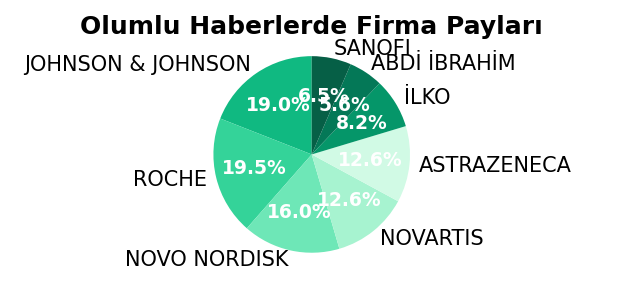 Olumlu Haberlerde Firma Payları
SANOFI
JOHNSON & JOHNSON
ABDİ İBRAHİM
İLKO
ASTRAZENECA
ROCHE
NOVARTIS
NOVO NORDISK
6.5%
5.6%
19.0%
8.2%
12.6%
19.5%
12.6%
16.0%